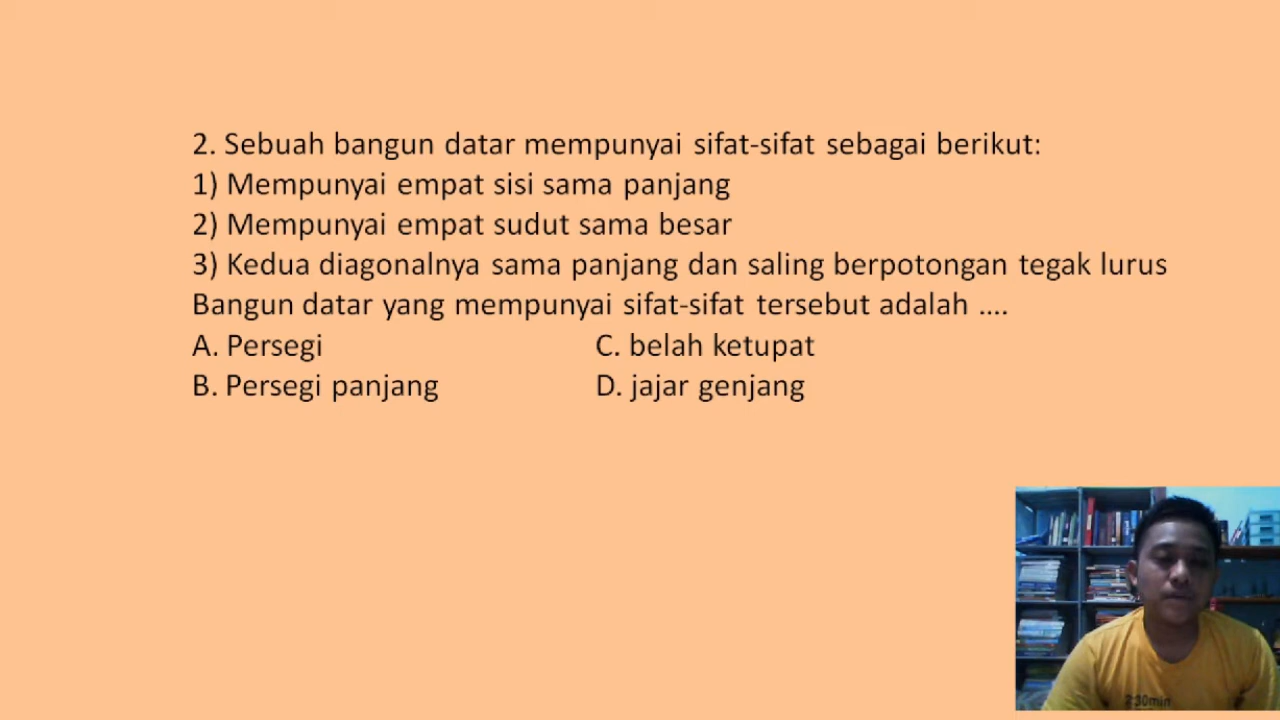 2. Sebuah bangun datar mempunyai sifat-sifat sebagai berikut:
1) Mempunyai empat sisi sama panjang
2) Mempunyai empat sudut sama besar
3) Kedua diagonalnya sama panjang dan saling berpotongan tegak lurus
Bangun datar yang mempunyai sifat-sifat tersebut adalah ....
A. Persegi C. belah ketupat
B. Persegi panjang D. jajar genjang
2:30min